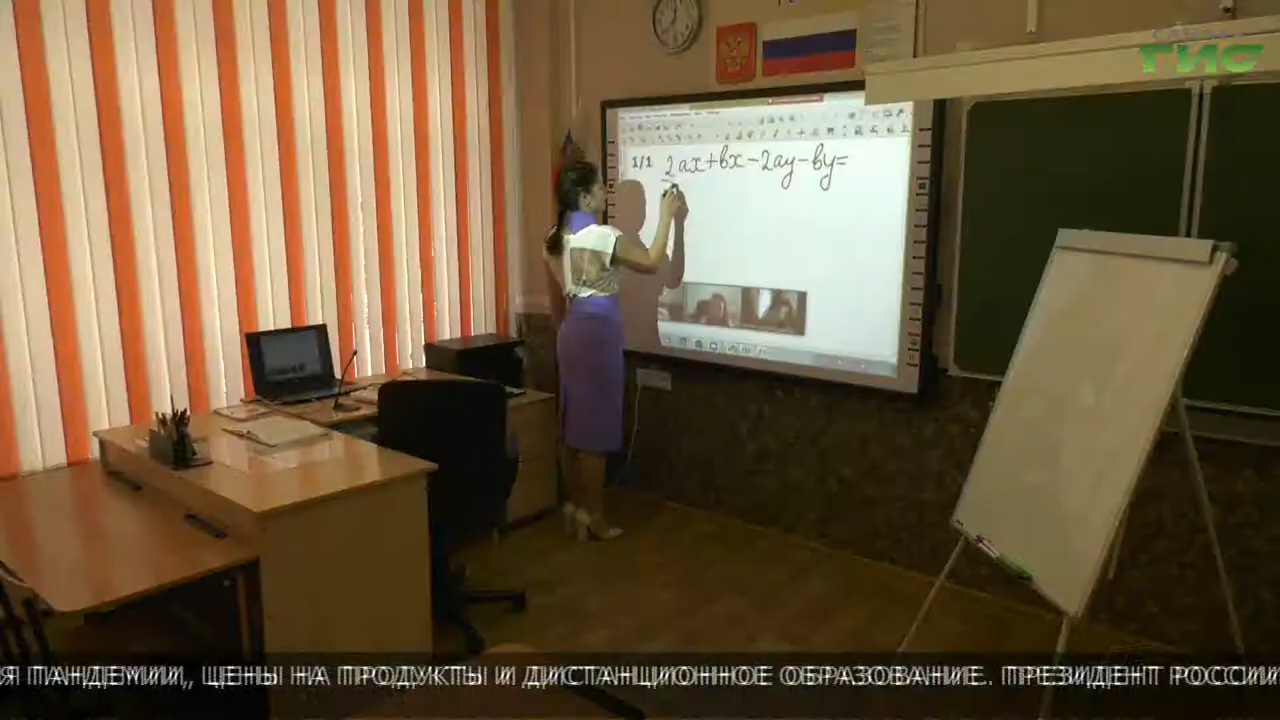 ГИС
1/1 2ax+bx-2ay-by=
Я ПАНДЕМИИ, ЦЕНЫ НА ПРОДУКТЫ И ДИСТАНЦИОННОЕ ОБРАЗОВАНИЕ. ПРЕЗИДЕНТ РОССИИ